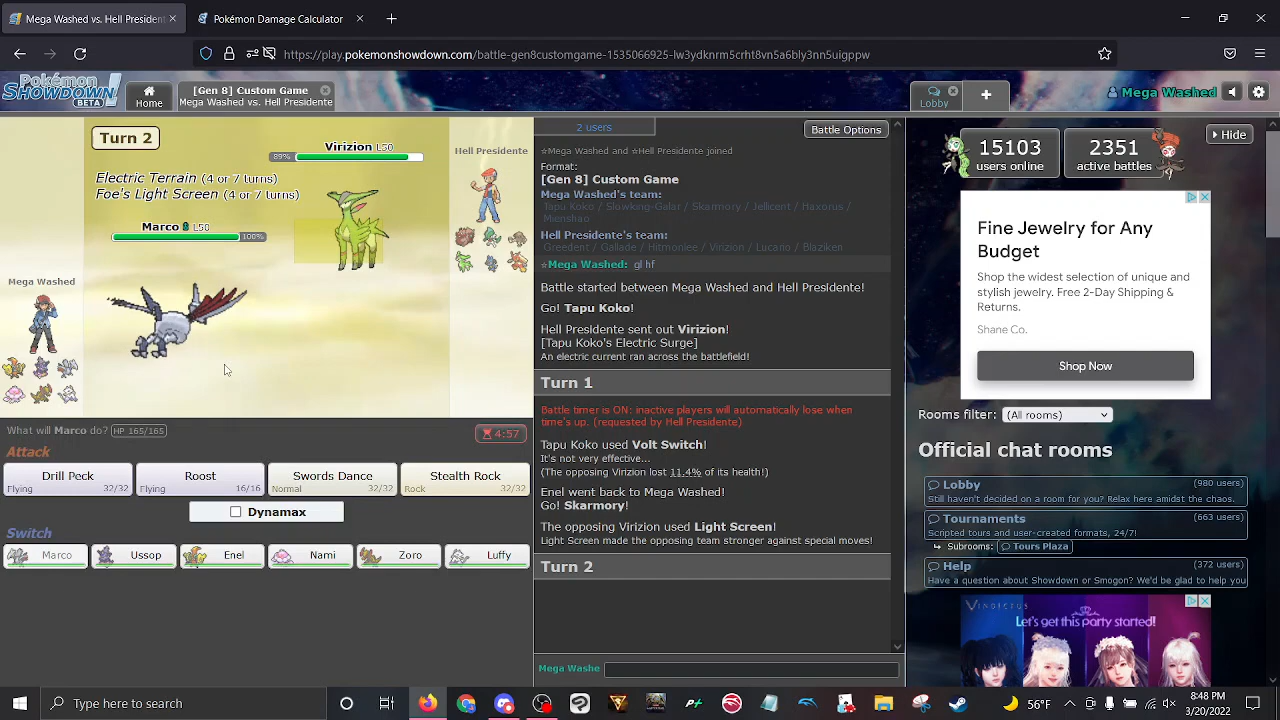 Mega Washed vs. Hell Presiden
Pokémon Damage Calculator
https://play.pokemonshowdown.com/battle-gen8customgame-1535066925-lw3ydknrm5crht8vn5a6bly3nn5uigppw
Pokémon
SHOWDOWN
BETA!
Home
[Gen 8] Custom Game
Mega Washed vs. Hell Presidente
Lobby
Mega Washed
Turn 2
Virizion L50
89%
Electric Terrain (4 or 7 turns)
Foe's Light Screen (4 or 7 turns)
Marco L50
100%
Hell Presidente
Mega Washed
2 users
Battle Options
☆Mega Washed and ☆Hell Presidente joined
Format:
[Gen 8] Custom Game
Mega Washed's team:
Tapu Koko / Slowking-Galar / Skarmory / Jellicent / Haxorus /
Mienshao
Hell Presidente's team:
Greedent / Gallade / Hitmonlee / Virizion / Lucario / Blaziken
☆Mega Washed: gl hf
Battle started between Mega Washed and Hell Presidente!
Go! Tapu Koko!
Hell Presidente sent out Virizion!
[Tapu Koko's Electric Surge]
An electric current ran across the battlefield!
Turn 1
Battle timer is ON: inactive players will automatically lose when
time's up. (requested by Hell Presidente)
Tapu Koko used Volt Switch!
It's not very effective...
(The opposing Virizion lost 11.4% of its health!)
Enel went back to Mega Washed!
Go! Skarmory!
The opposing Virizion used Light Screen!
Light Screen made the opposing team stronger against special moves!
Turn 2
Mega Washe
What will Marco do? HP 165/165
4:57
Attack
Drill Peck
Flying 32/32
Roost
Flying 16/16
Swords Dance
Normal 32/32
Stealth Rock
Rock 32/32
Dynamax
Switch
Marco
Ussop
Enel
Nami
Zoro
Luffy
15103
users online
2351
active battles
Hide
Fine Jewelry for Any
Budget
Shop the widest selection of unique and
stylish jewelry. Free 2-Day Shipping &
Returns.
Shane Co.
Shop Now
Rooms filter: (All rooms)
Official chat rooms
Lobby (980 users)
Still haven't decided on a room for you? Relax here amidst the chaos.
Tournaments (663 users)
Scripted tours and user-created formats, 24/7!
Subrooms: Tours Plaza
Help (372 users)
Have a question about Showdown or Smogon? We'd be glad to help you
VINDICTUS
Let's get this party started!
Type here to search
56°F
8:48 PM
3/20/2022